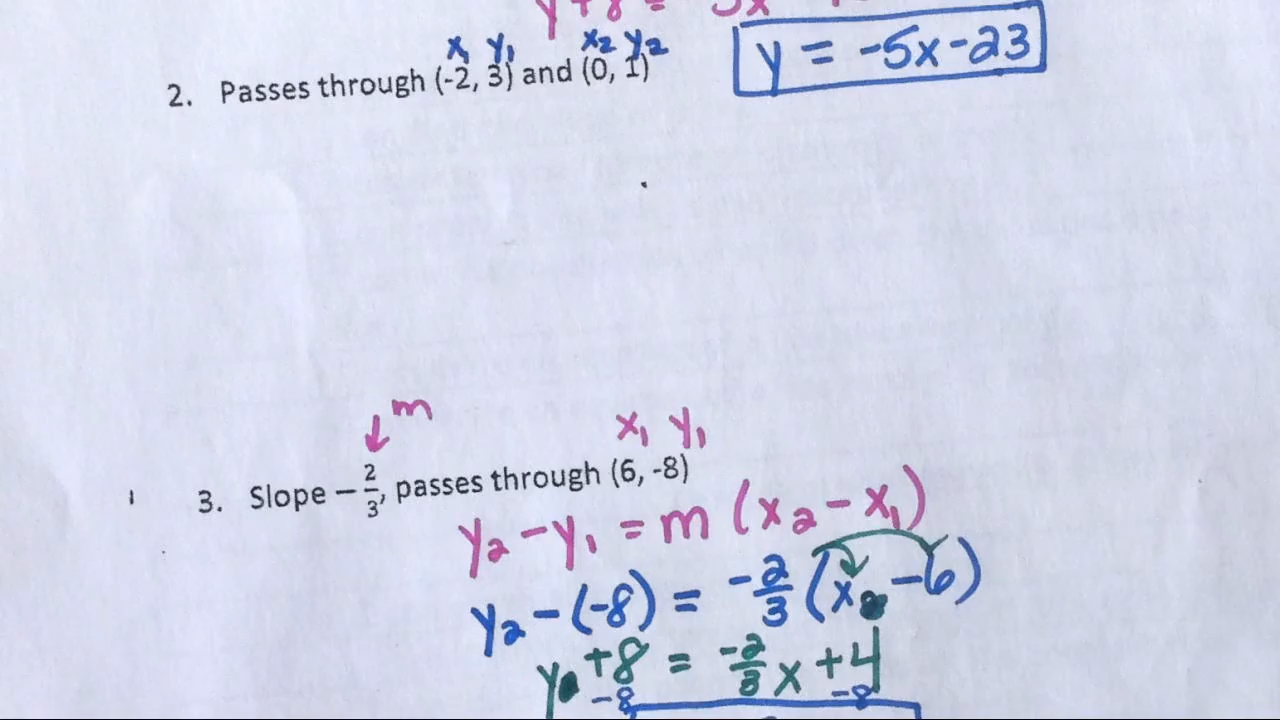 y+8 =
x₁ y₁ x₂ y₂
y = -5x-23
2. Passes through (-2, 3) and (0, 1)
m
x₁ y₁
3. Slope − 2/3, passes through (6, -8)
y₂ - y₁ = m (x₂ - x₁)
y₂ - (-8) = -2/3 (x - 6)
y +8 = -2/3 x +4
-8 -8